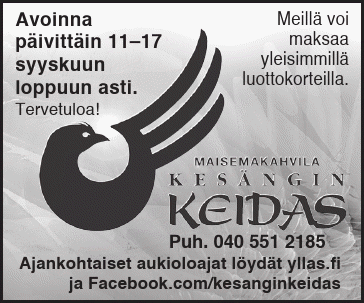 Avoinna
päivittäin 11–17
syyskuun
loppuun asti.
Tervetuloa!
Meillä voi
maksaa
yleisimmillä
luottokorteilla.
MAISEMAKAHVILA
KESÄNGIN
KEIDAS
Puh. 040 551 2185
Ajankohtaiset aukioloajat löydät yllas.fi
ja Facebook.com/kesanginkeidas